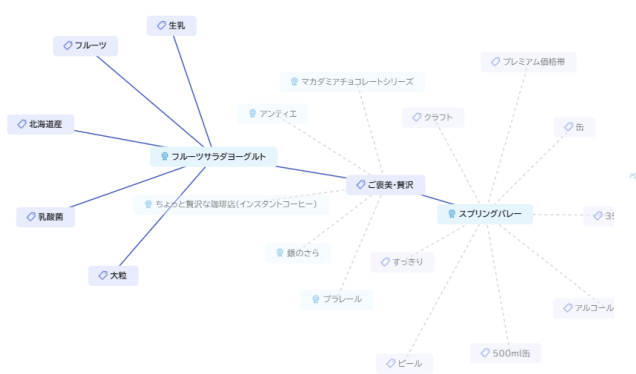 生乳
フルーツ
プレミアム価格帯
マカダミアチョコレートシリーズ
アンティエ
クラフト
北海道産
缶
フルーツサラダヨーグルト
ご褒美・贅沢
ちょっと贅沢な珈琲店(インスタントコーヒー)
スプリングバレー
乳酸菌
銀のさら
すっきり
大粒
プラレール
アルコール
500ml缶
ビール